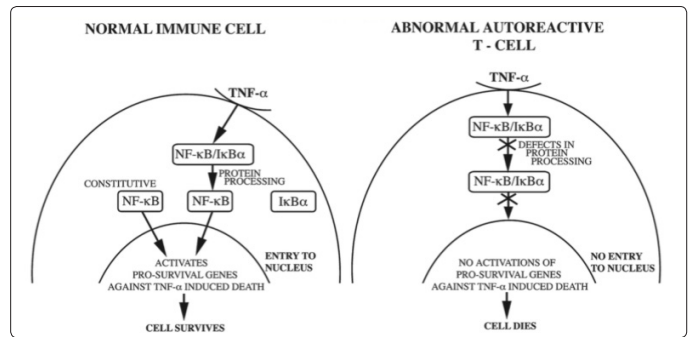 NORMAL IMMUNE CELL
TNF-α
NF-κB/IκBα
PROTEIN
PROCESSING
CONSTITUTIVE
NF-κB
NF-κB
IκBα
ENTRY TO
NUCLEUS
ACTIVATES
PRO-SURVIVAL GENES
AGAINST TNF-α INDUCED DEATH
CELL SURVIVES
ABNORMAL AUTOREACTIVE
T - CELL
TNF-α
NF-κB/IκBα
DEFECTS IN
PROTEIN
PROCESSING
NF-κB/IκBα
NO ENTRY
TO NUCLEUS
NO ACTIVATIONS OF
PRO-SURVIVAL GENES
AGAINST TNF-α INDUCED DEATH
CELL DIES